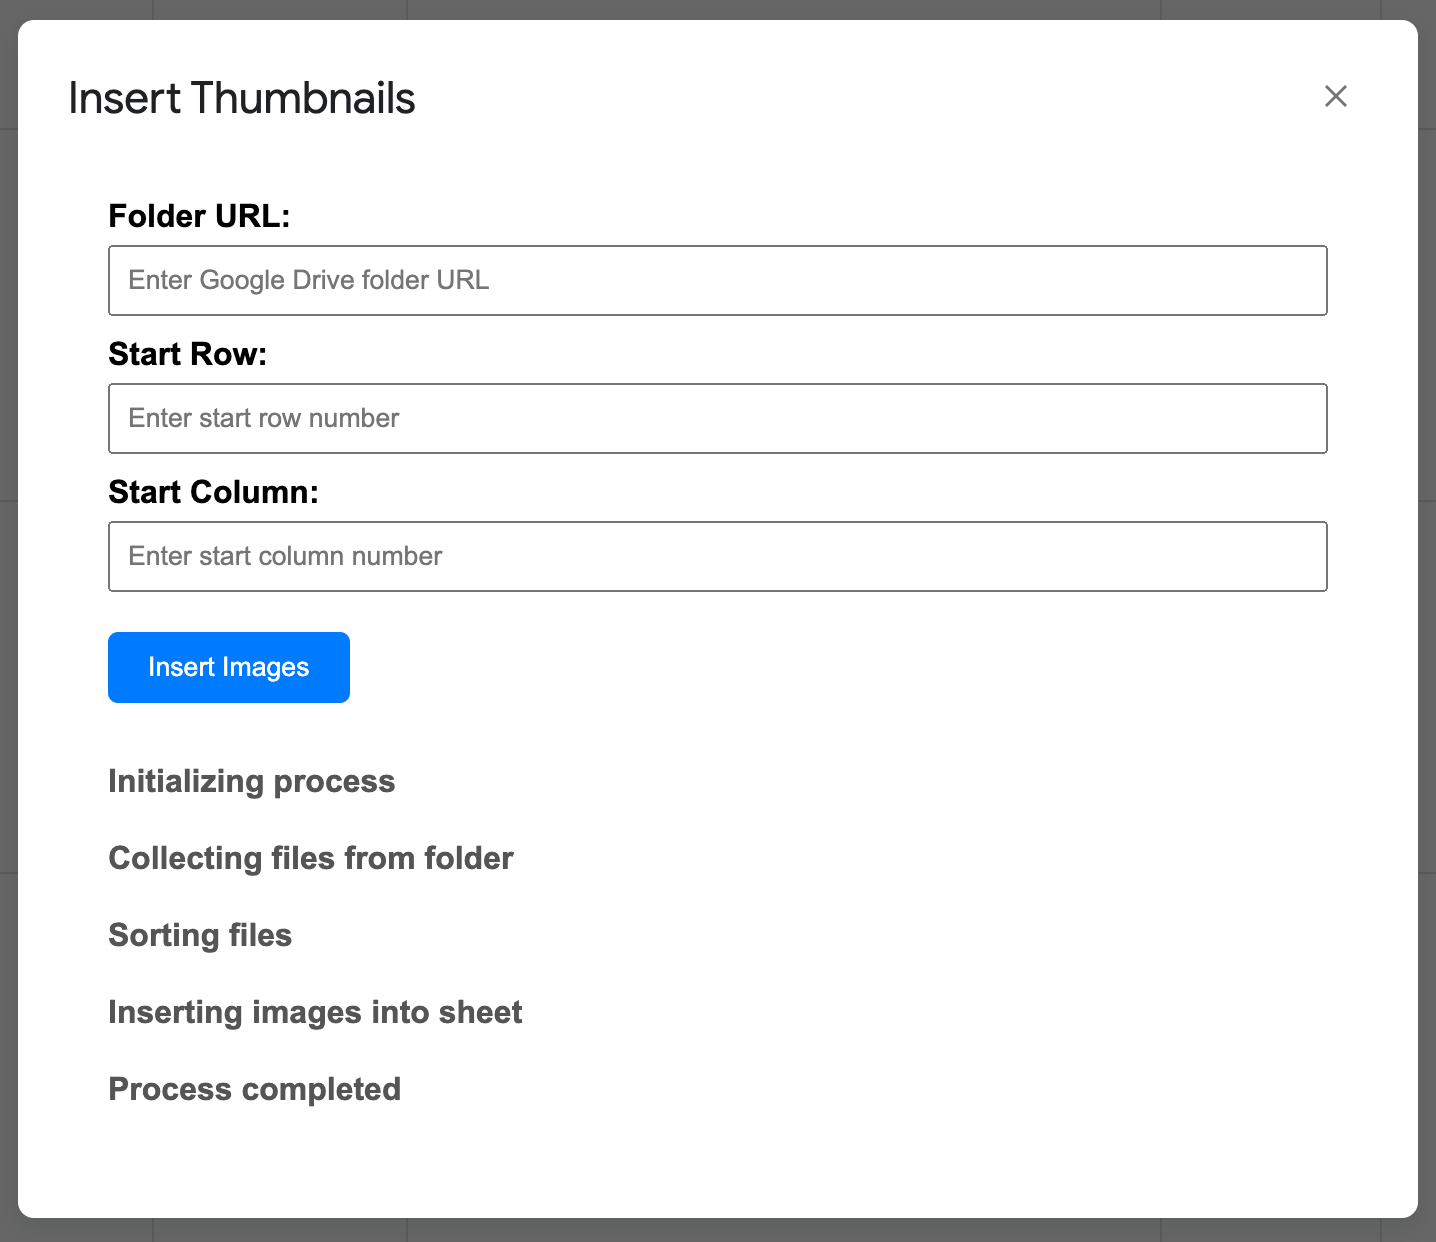 Insert Thumbnails
Folder URL:
Enter Google Drive folder URL
Start Row:
Enter start row number
Start Column:
Enter start column number
Insert Images
Initializing process
Collecting files from folder
Sorting files
Inserting images into sheet
Process completed